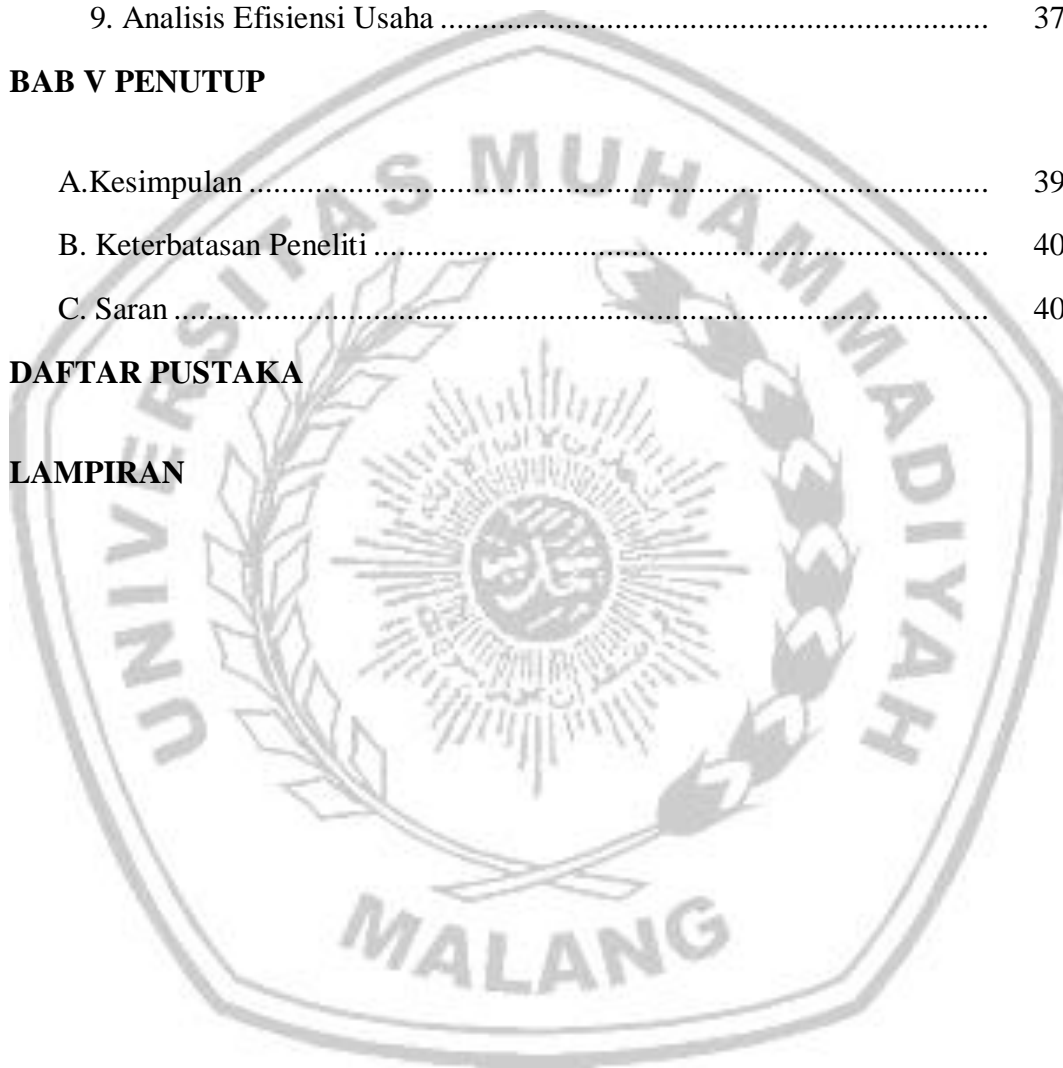 9. Analisis Efisiensi Usaha ........................................................................ 37
BAB V PENUTUP
A.Kesimpulan ................................................................................................ 39
B. Keterbatasan Peneliti ................................................................................ 40
C. Saran ......................................................................................................... 40
DAFTAR PUSTAKA
LAMPIRAN
UNIVERSITAS MUHAMMADIYAH
MALANG